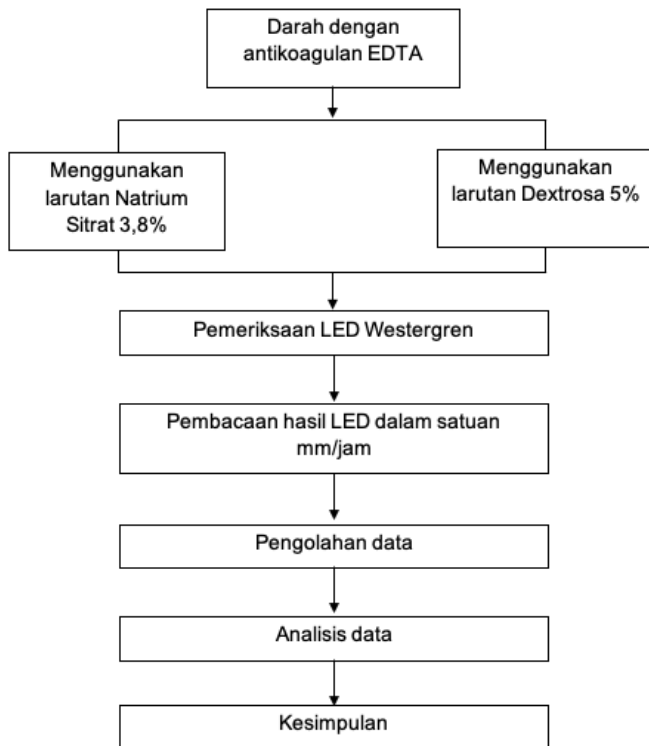 Darah dengan
antikoagulan EDTA
Menggunakan
larutan Natrium
Sitrat 3,8%
Menggunakan
larutan Dextrosa 5%
Pemeriksaan LED Westergren
Pembacaan hasil LED dalam satuan
mm/jam
Pengolahan data
Analisis data
Kesimpulan